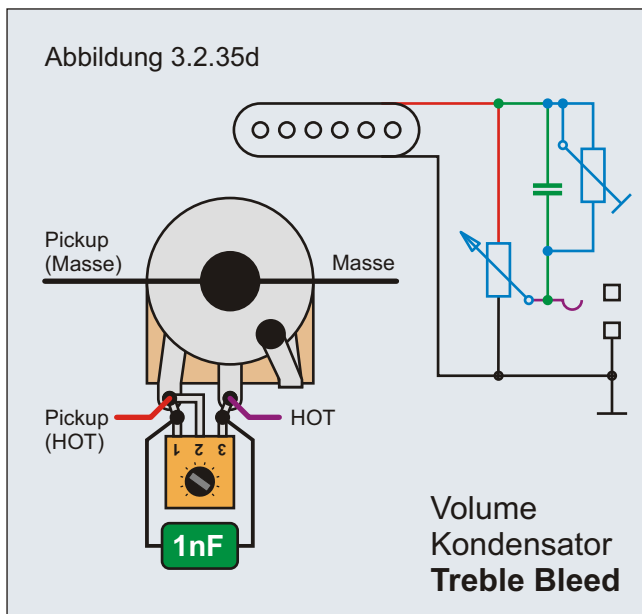 Abbildung 3.2.35d
Pickup
(Masse)
Masse
Pickup
(HOT)
HOT
1 2 3
1nF
Volume
Kondensator
Treble Bleed